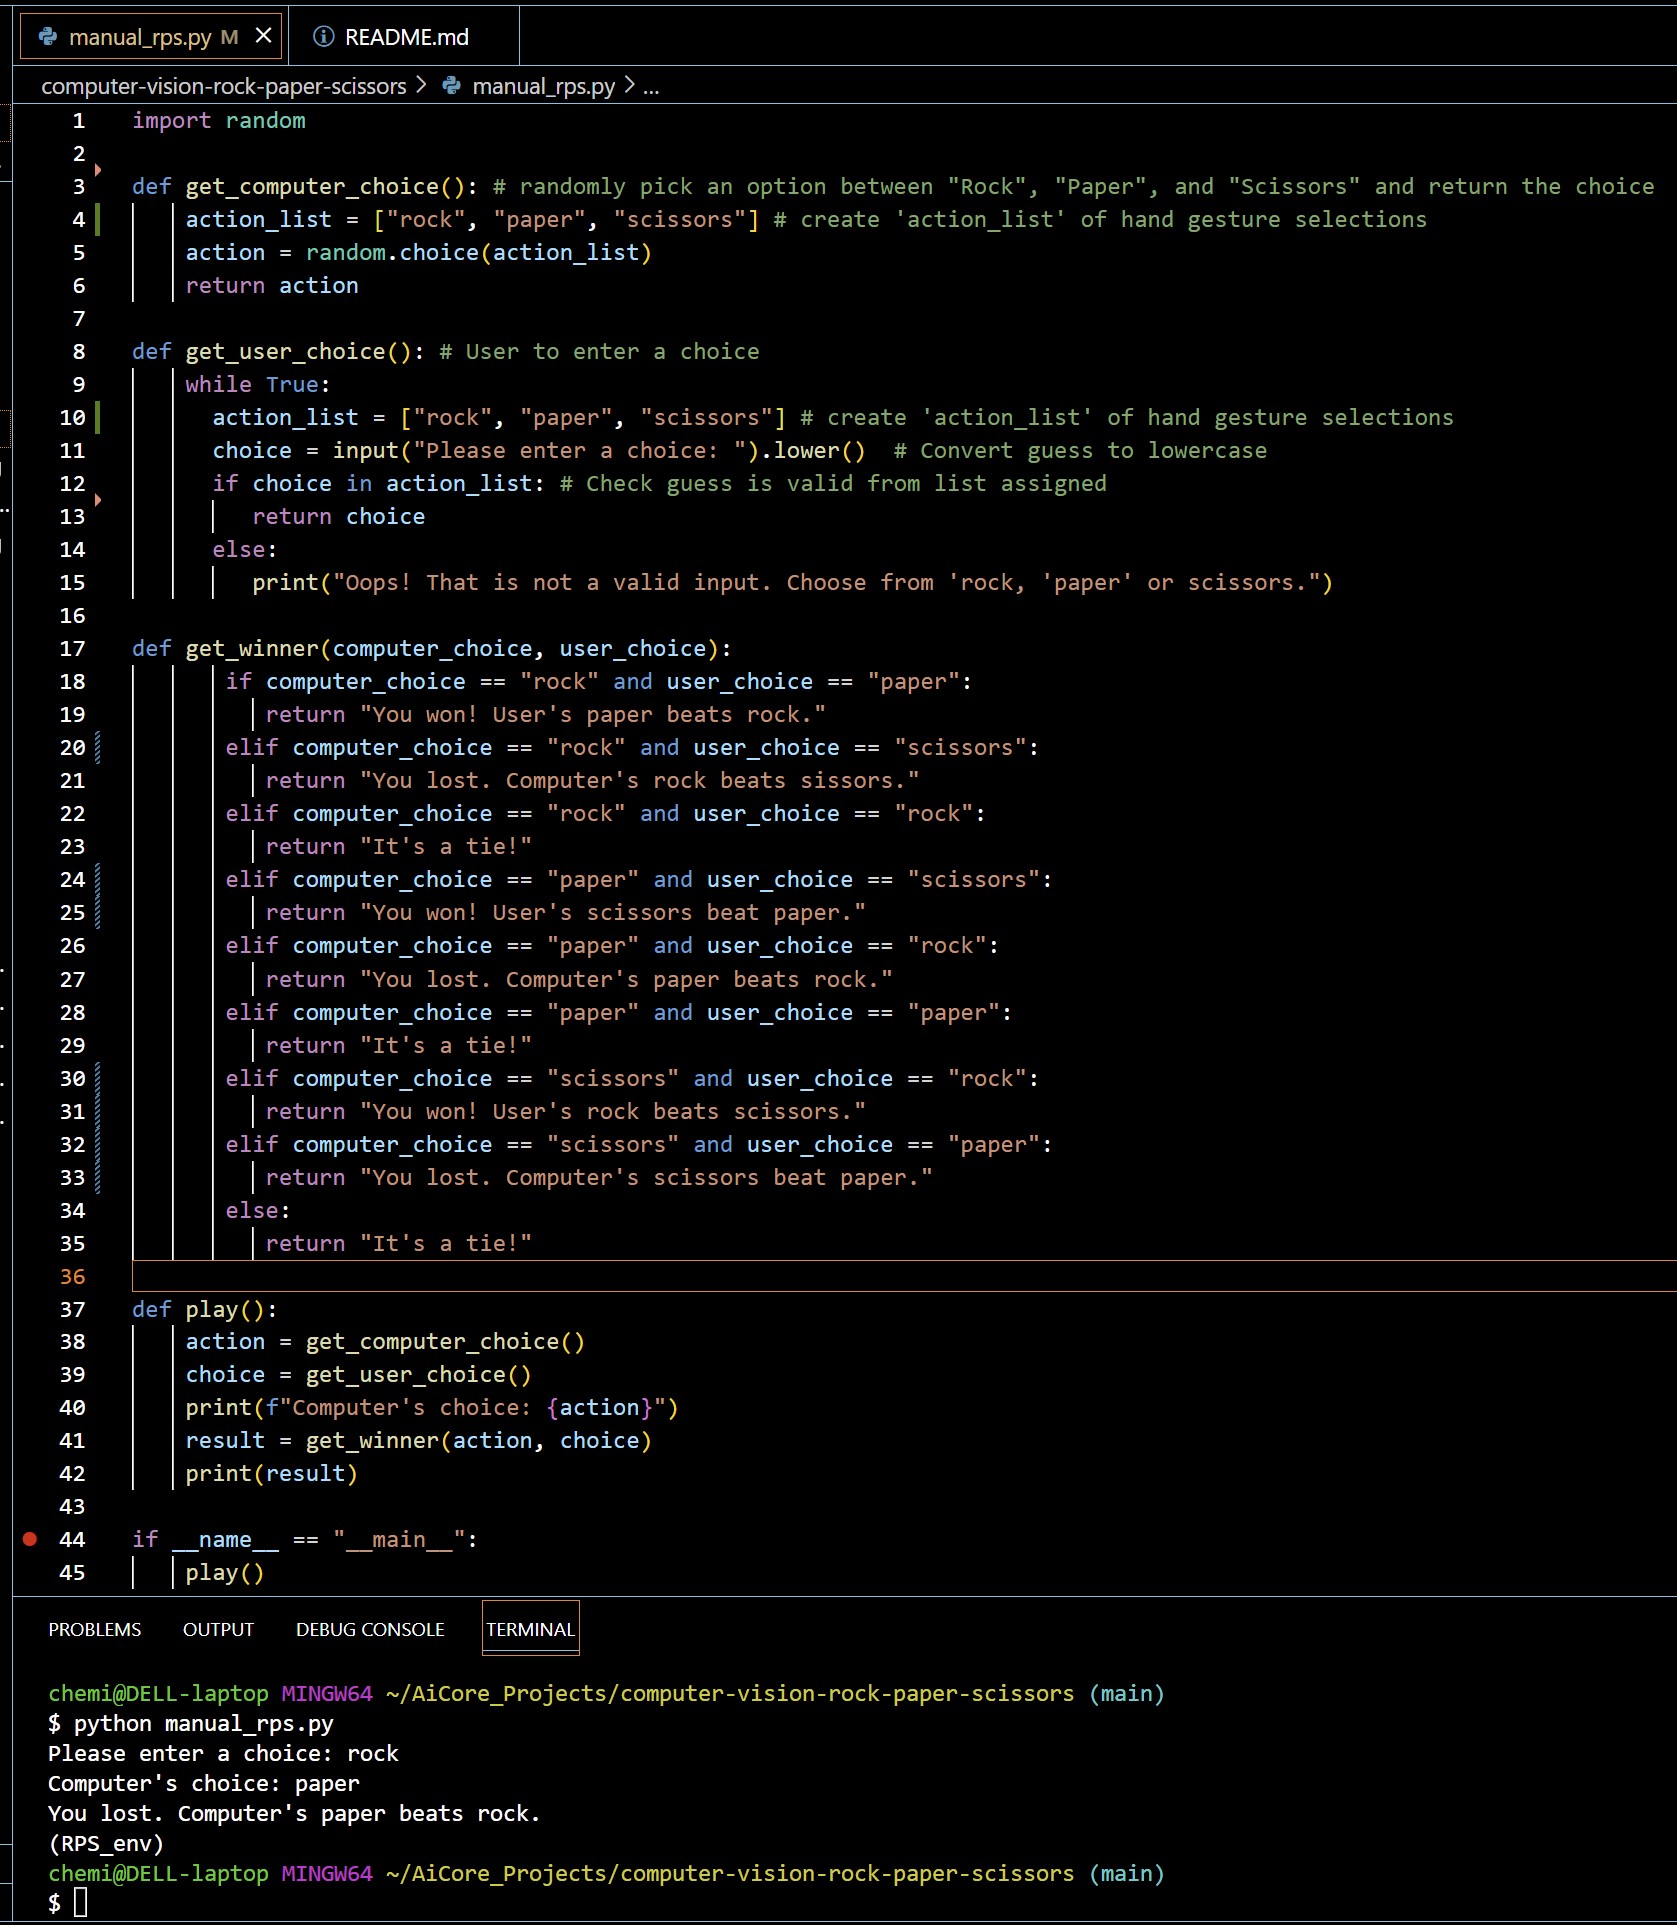 manual_rps.py M
README.md
computer-vision-rock-paper-scissors > manual_rps.py > ...
1 import random
2
3 def get_computer_choice(): # randomly pick an option between "Rock", "Paper", and "Scissors" and return the choice
4     action_list = ["rock", "paper", "scissors"] # create 'action_list' of hand gesture selections
5     action = random.choice(action_list)
6     return action
7
8 def get_user_choice(): # User to enter a choice
9     while True:
10       action_list = ["rock", "paper", "scissors"] # create 'action_list' of hand gesture selections
11       choice = input("Please enter a choice: ").lower()  # Convert guess to lowercase
12       if choice in action_list: # Check guess is valid from list assigned
13          return choice
14       else:
15          print("Oops! That is not a valid input. Choose from 'rock, 'paper' or scissors.")
16
17 def get_winner(computer_choice, user_choice):
18        if computer_choice == "rock" and user_choice == "paper":
19           return "You won! User's paper beats rock."
20        elif computer_choice == "rock" and user_choice == "scissors":
21           return "You lost. Computer's rock beats sissors."
22        elif computer_choice == "rock" and user_choice == "rock":
23           return "It's a tie!"
24        elif computer_choice == "paper" and user_choice == "scissors":
25           return "You won! User's scissors beat paper."
26        elif computer_choice == "paper" and user_choice == "rock":
27           return "You lost. Computer's paper beats rock."
28        elif computer_choice == "paper" and user_choice == "paper":
29           return "It's a tie!"
30        elif computer_choice == "scissors" and user_choice == "rock":
31           return "You won! User's rock beats scissors."
32        elif computer_choice == "scissors" and user_choice == "paper":
33           return "You lost. Computer's scissors beat paper."
34        else:
35           return "It's a tie!"
36
37 def play():
38     action = get_computer_choice()
39     choice = get_user_choice()
40     print(f"Computer's choice: {action}")
41     result = get_winner(action, choice)
42     print(result)
43
44 if __name__ == "__main__":
45     play()
PROBLEMS OUTPUT DEBUG CONSOLE TERMINAL
chemi@DELL-laptop MINGW64 ~/AiCore_Projects/computer-vision-rock-paper-scissors (main)
$ python manual_rps.py
Please enter a choice: rock
Computer's choice: paper
You lost. Computer's paper beats rock.
(RPS_env)
chemi@DELL-laptop MINGW64 ~/AiCore_Projects/computer-vision-rock-paper-scissors (main)
$